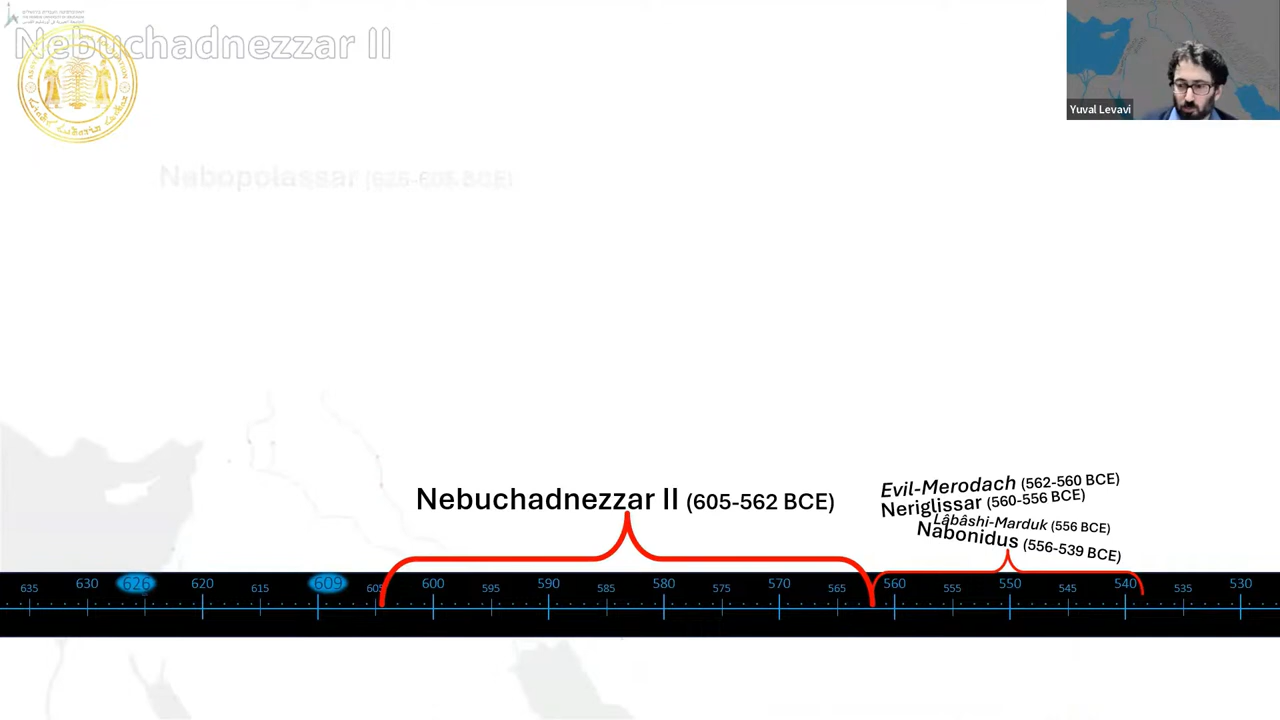 Nebuchadnezzar II
Yuval Levavi
Nabopolassar (626-605 BCE)
Nebuchadnezzar II (605-562 BCE)
Evil-Merodach (562-560 BCE)
Neriglissar (560-556 BCE)
Lâbâshi-Marduk (556 BCE)
Nabonidus (556-539 BCE)
635 630 626 620 615 609 605 600 595 590 585 580 575 570 565 560 555 550 545 540 535 530